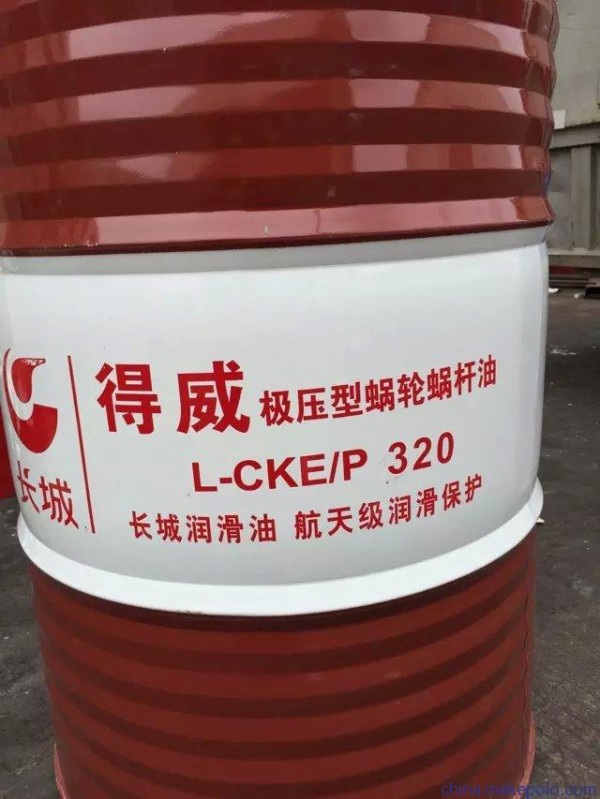 长城
得威 极压型蜗轮蜗杆油
L-CKE/P 320
长城润滑油 航天级润滑保护
china.makepolo.com